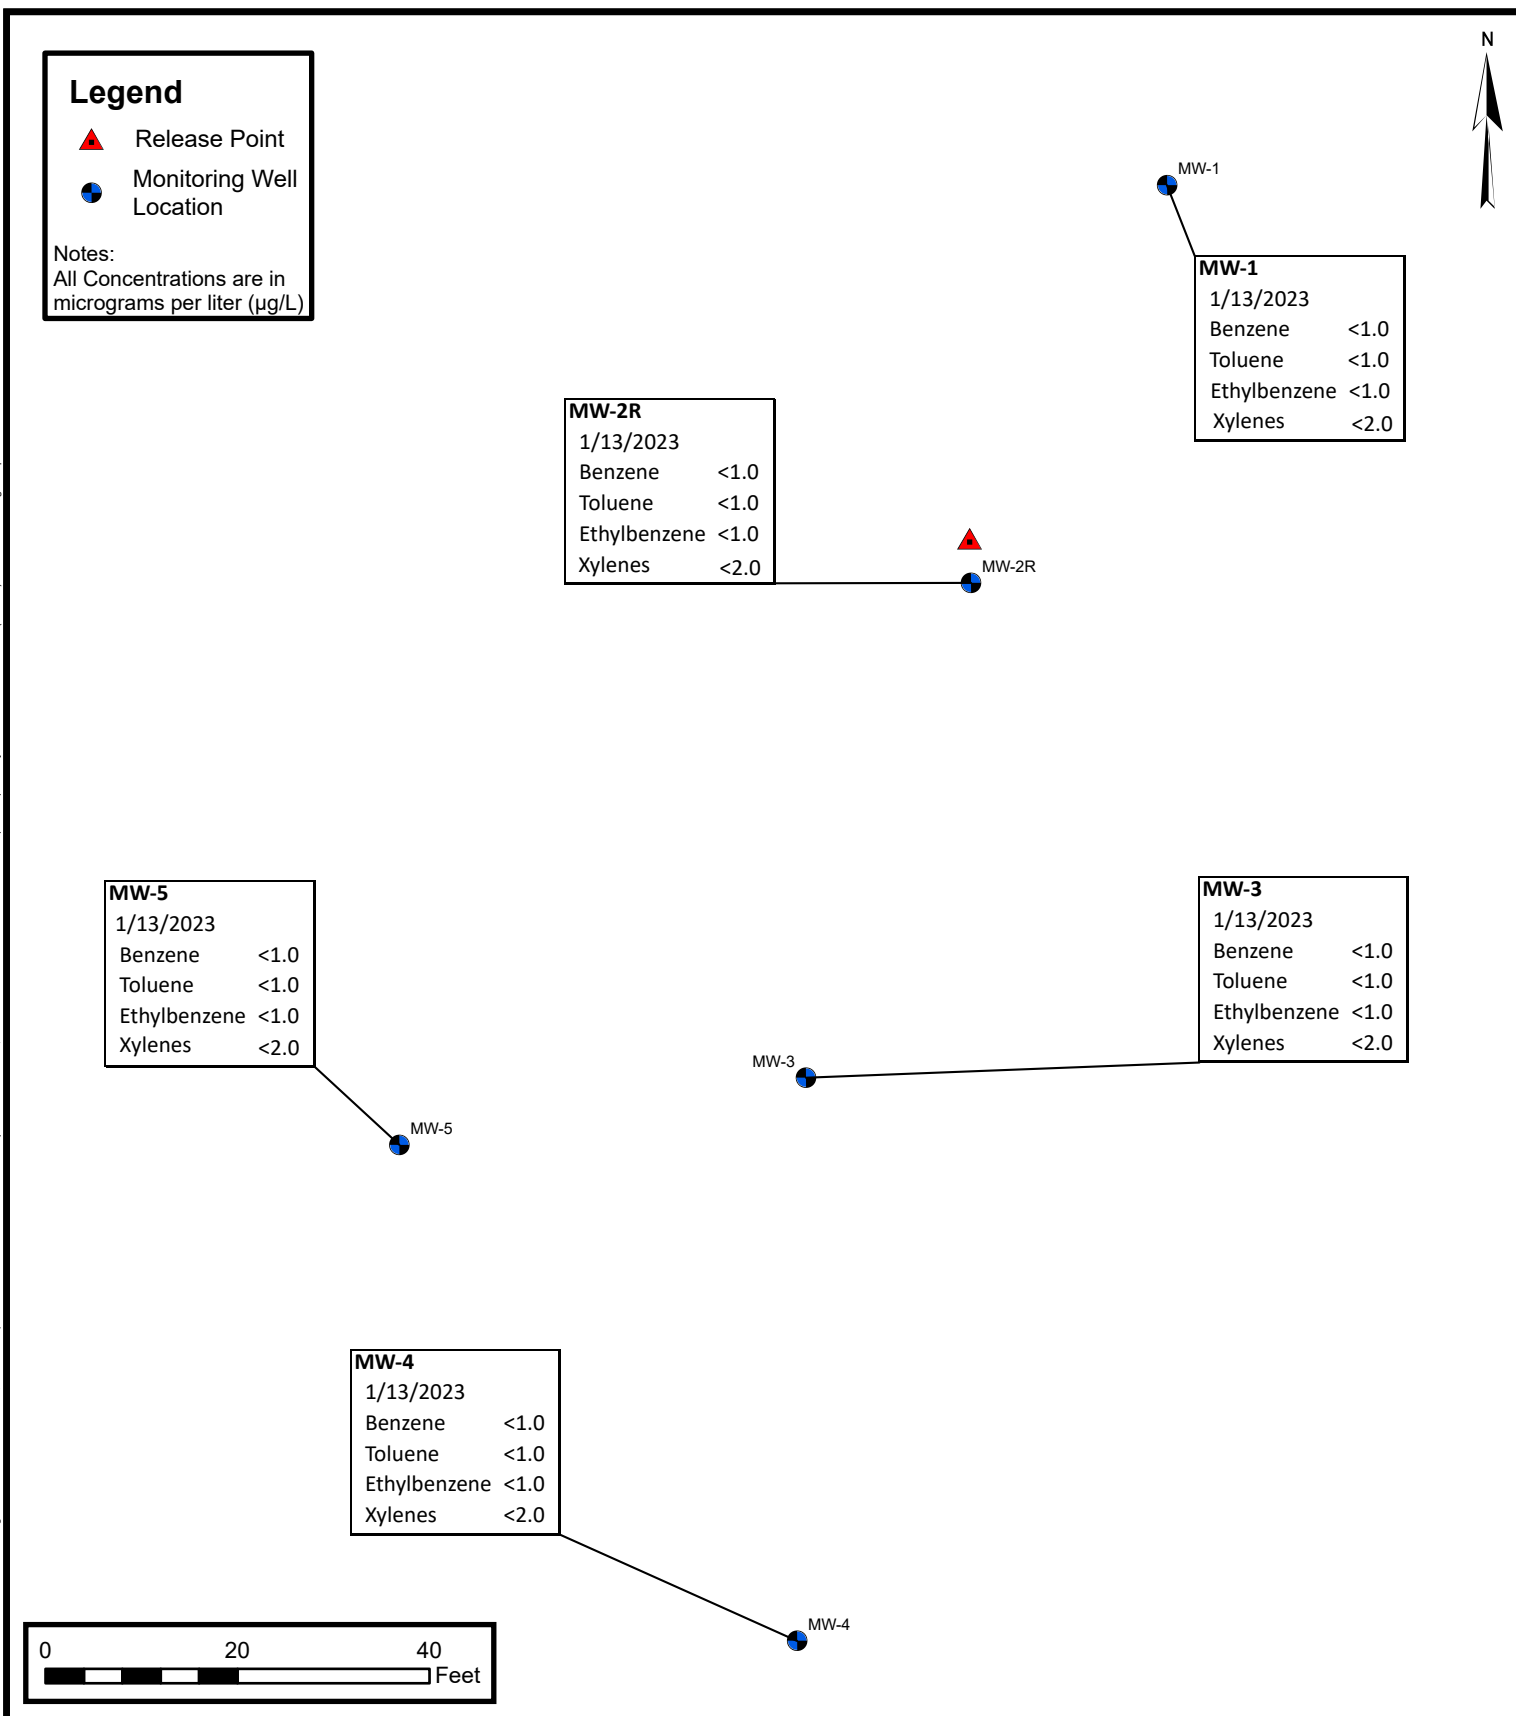 Legend
Release Point
Monitoring Well
Location
Notes:
All Concentrations are in
micrograms per liter (µg/L)
N
MW-1
MW-1
1/13/2023
Benzene <1.0
Toluene <1.0
Ethylbenzene <1.0
Xylenes <2.0
MW-2R
1/13/2023
Benzene <1.0
Toluene <1.0
Ethylbenzene <1.0
Xylenes <2.0
MW-2R
MW-5
1/13/2023
Benzene <1.0
Toluene <1.0
Ethylbenzene <1.0
Xylenes <2.0
MW-5
MW-3
1/13/2023
Benzene <1.0
Toluene <1.0
Ethylbenzene <1.0
Xylenes <2.0
MW-3
MW-4
1/13/2023
Benzene <1.0
Toluene <1.0
Ethylbenzene <1.0
Xylenes <2.0
MW-4
0 20 40
Feet